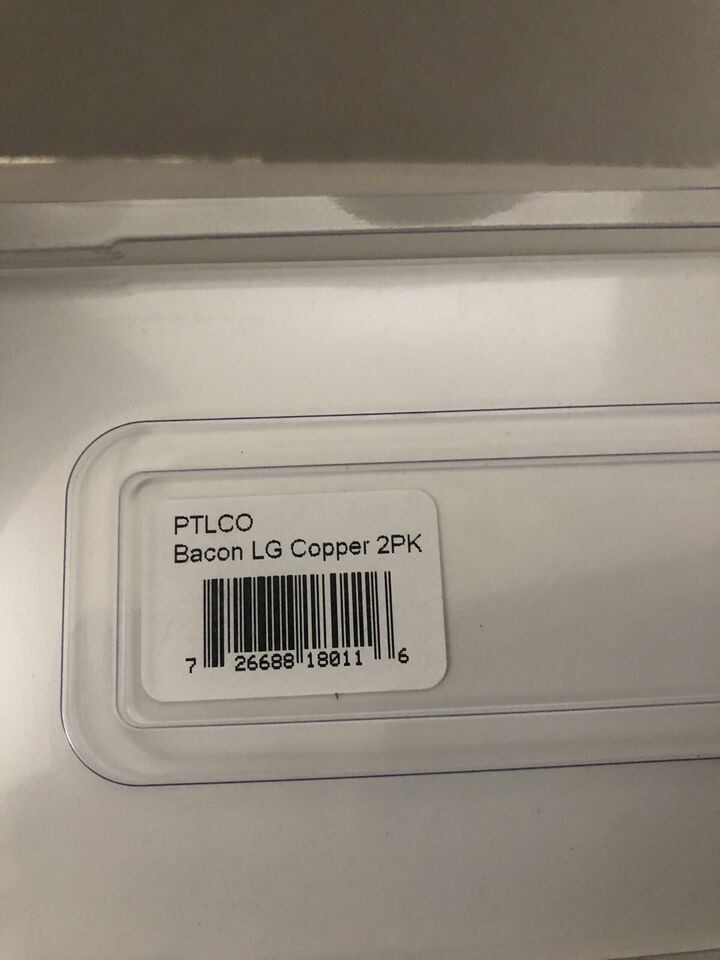 PTLCO
Bacon LG Copper 2PK
7 26688 18011 6